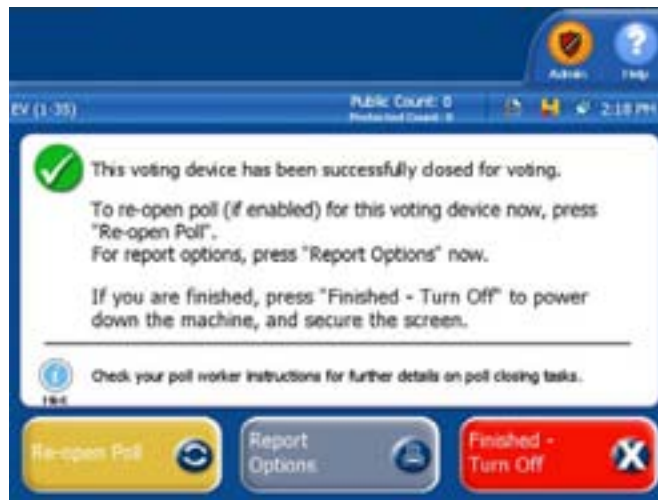 Admin Help
EV (1-35) Public Count: 0 2:18 PM
Protected Count: 0
This voting device has been successfully closed for voting.
To re-open poll (if enabled) for this voting device now, press
"Re-open Poll".
For report options, press "Report Options" now.
If you are finished, press "Finished - Turn Off" to power
down the machine, and secure the screen.
Check your poll worker instructions for further details on poll closing tasks.
Hint
Re-open Poll
Report
Options
Finished -
Turn Off